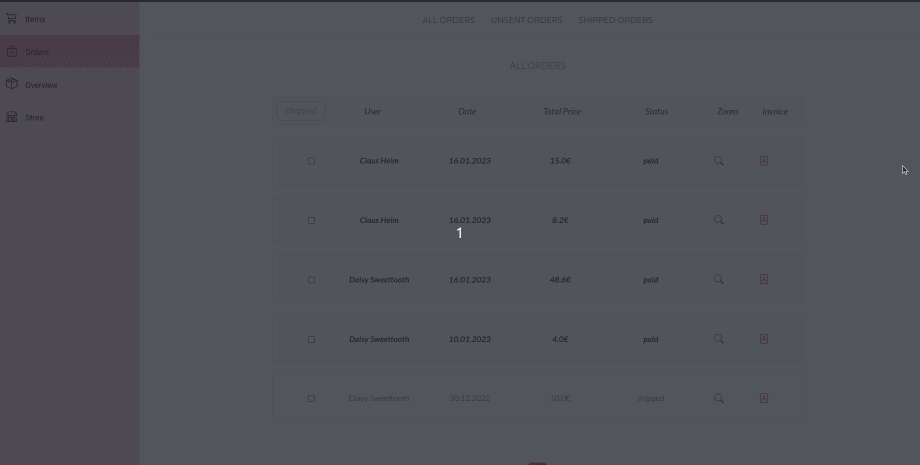 Items
Orders
Overview
Store
ALL ORDERS UNSENT ORDERS SHIPPED ORDERS
ALL ORDERS
Shipped User Date Total Price Status Zoom Invoice
Claus Heim 16.01.2023 15.0€ paid
Claus Heim 16.01.2023 8.2€ paid
1
Daisy Sweettooth 16.01.2023 48.6€ paid
Daisy Sweettooth 10.01.2023 4.0€ paid
Daisy Sweettooth 30.12.2022 10.0€ shipped